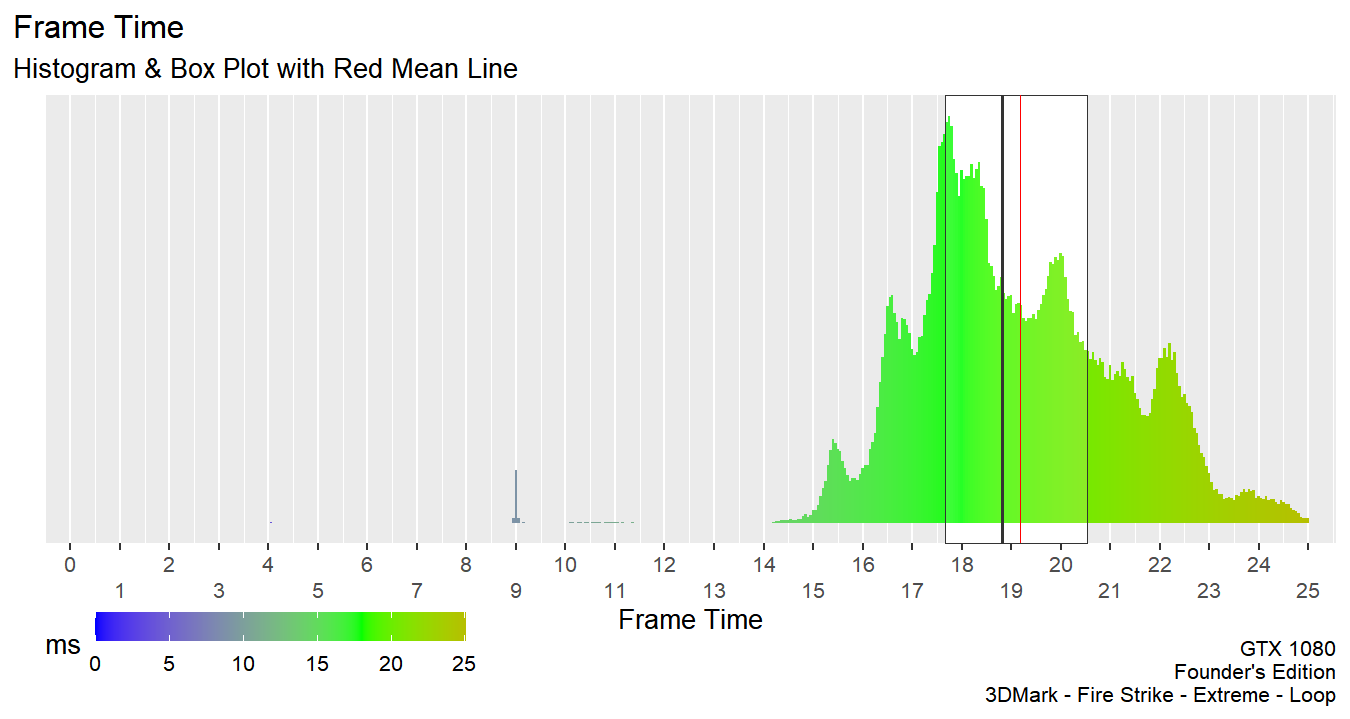 Frame Time
Histogram & Box Plot with Red Mean Line
0 2 4 6 8 10 12 14 16 18 20 22 24
1 3 5 7 9 11 13 15 17 19 21 23 25
Frame Time
ms
0 5 10 15 20 25
GTX 1080
Founder's Edition
3DMark - Fire Strike - Extreme - Loop